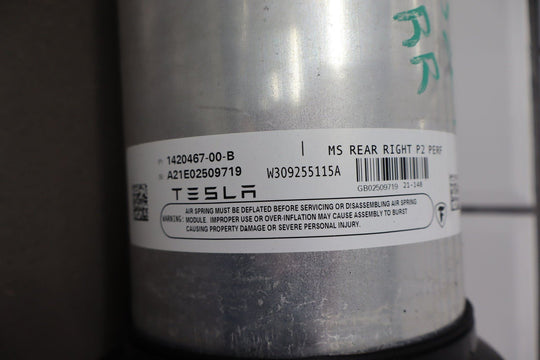 RR
MS REAR RIGHT P2 PERF
P/N 1420467-00-B
S/N A21E02509719
W309255115A
GB02509719 21-148
TESLA
WARNING: AIR SPRING MUST BE DEFLATED BEFORE SERVICING OR DISASSEMBLING AIR SPRING
MODULE. IMPROPER USE OR OVER-INFLATION MAY CAUSE ASSEMBLY TO BURST
CAUSING PROPERTY DAMAGE OR SEVERE PERSONAL INJURY.